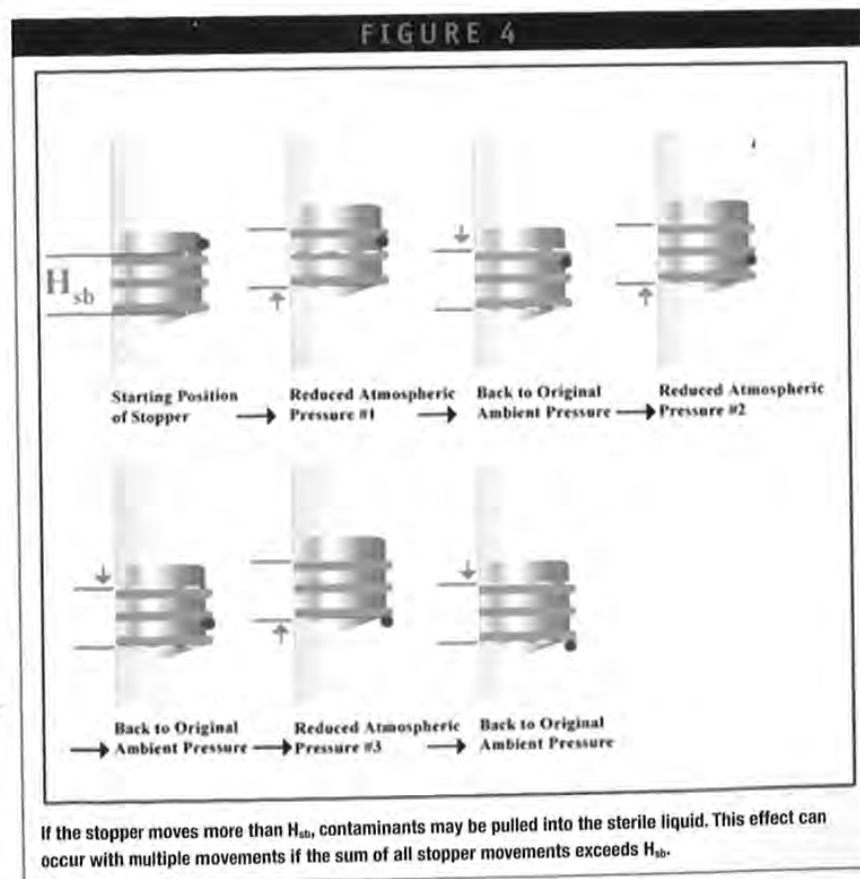 FIGURE 4
H_sb
Starting Position
of Stopper
Reduced Atmospheric
Pressure #1
Back to Original
Ambient Pressure
Reduced Atmospheric
Pressure #2
Back to Original
Ambient Pressure
Reduced Atmospheric
Pressure #3
Back to Original
Ambient Pressure
If the stopper moves more than H_sb, contaminants may be pulled into the sterile liquid. This effect can
occur with multiple movements if the sum of all stopper movements exceeds H_sb.